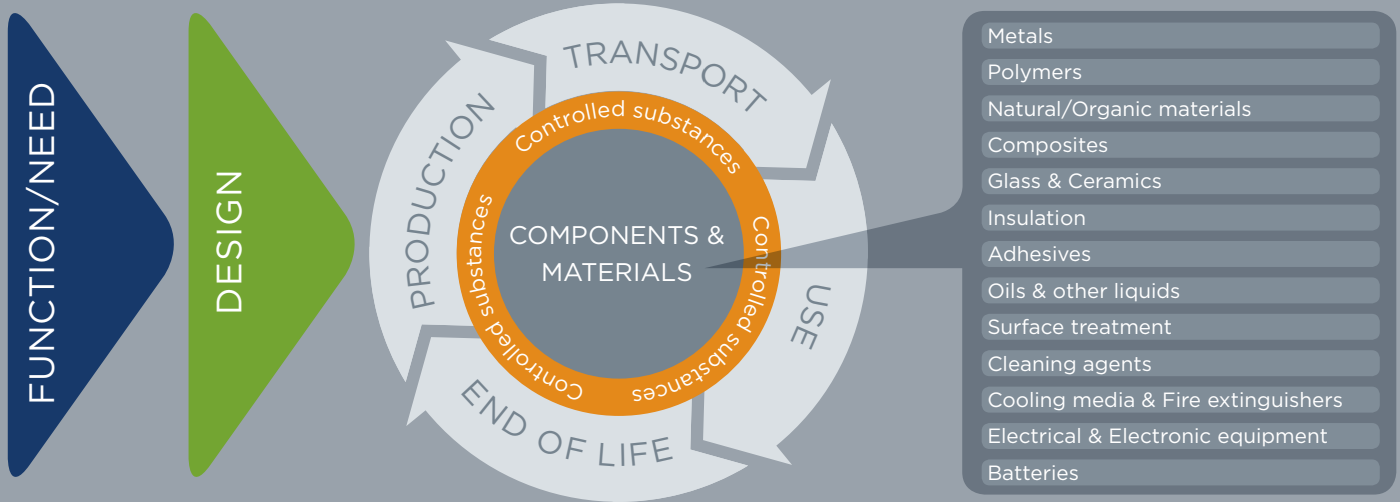 FUNCTION/NEED
DESIGN
PRODUCTION
TRANSPORT
USE
END OF LIFE
Controlled substances
Controlled substances
Controlled substances
COMPONENTS &
MATERIALS
Metals
Polymers
Natural/Organic materials
Composites
Glass & Ceramics
Insulation
Adhesives
Oils & other liquids
Surface treatment
Cleaning agents
Cooling media & Fire extinguishers
Electrical & Electronic equipment
Batteries